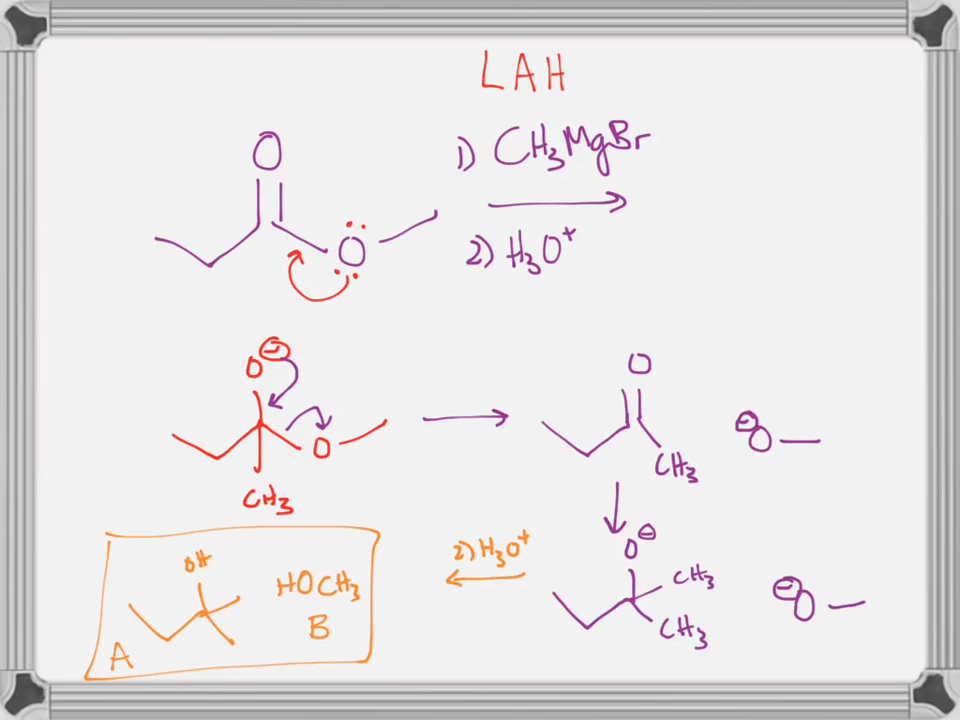 LAH
1) CH3MgBr
O
O
2) H3O+
O⊖
O
CH3
O
CH3
⊖O
2) H3O+
O⊖
CH3
CH3
⊖O
OH
HOCH3
A
B